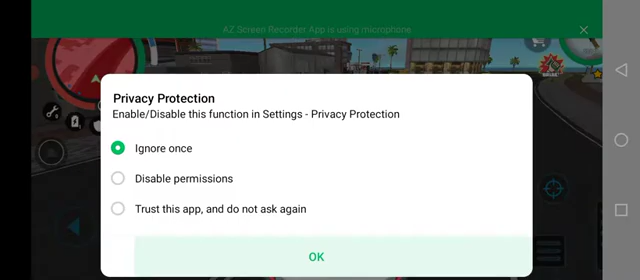 AZ Screen Recorder App is using microphone
Privacy Protection
Enable/Disable this function in Settings - Privacy Protection
Ignore once
Disable permissions
Trust this app, and do not ask again
OK